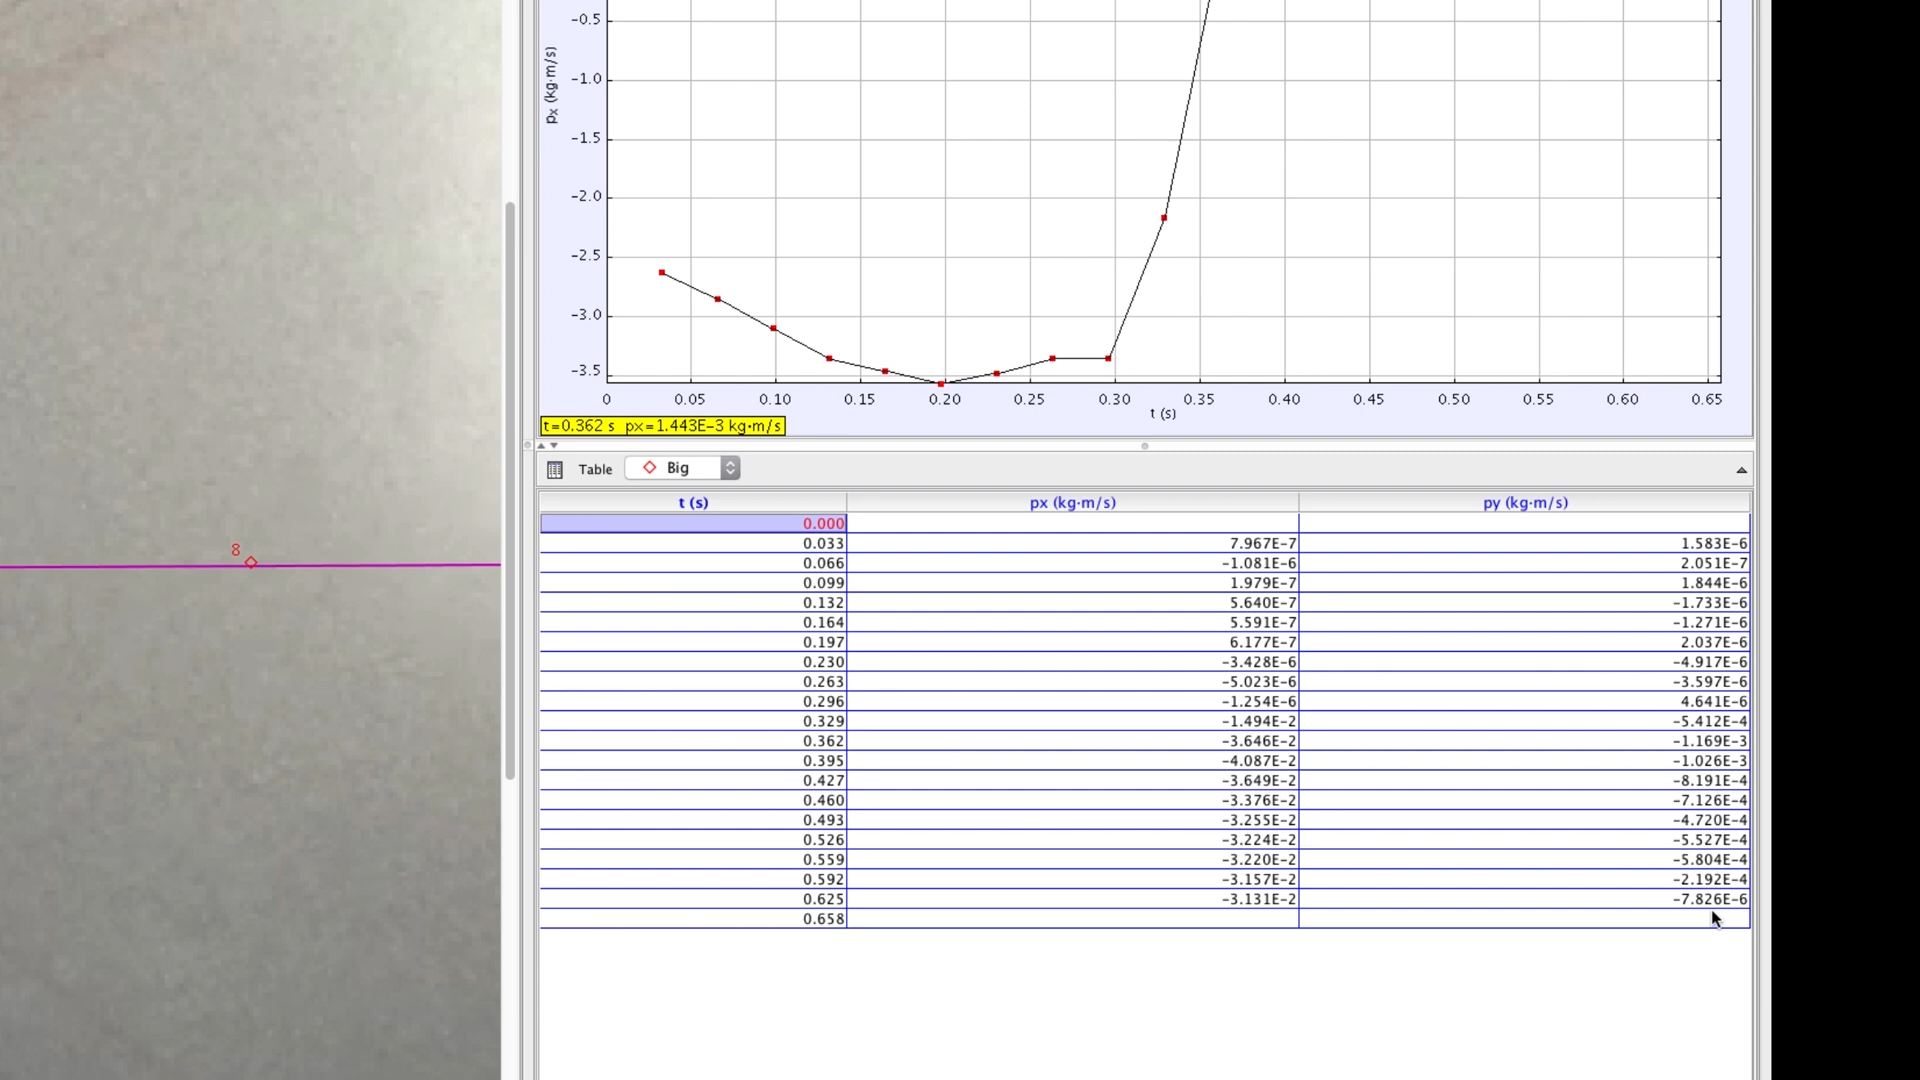 -0.5
-1.0
-1.5
-2.0
-2.5
-3.0
-3.5
px (kg·m/s)
0 0.05 0.10 0.15 0.20 0.25 0.30 0.35 0.40 0.45 0.50 0.55 0.60 0.65
t (s)
t=0.362 s px=1.443E-3 kg·m/s
Table Big
t (s) px (kg·m/s) py (kg·m/s)
0.000
0.033 7.967E-7 1.583E-6
0.066 -1.081E-6 2.051E-7
0.099 1.979E-7 1.844E-6
0.132 5.640E-7 -1.733E-6
0.164 5.591E-7 -1.271E-6
0.197 6.177E-7 2.037E-6
0.230 -3.428E-6 -4.917E-6
0.263 -5.023E-6 -3.597E-6
0.296 -1.254E-6 4.641E-6
0.329 -1.494E-2 -5.412E-4
0.362 -3.646E-2 -1.169E-3
0.395 -4.087E-2 -1.026E-3
0.427 -3.649E-2 -8.191E-4
0.460 -3.376E-2 -7.126E-4
0.493 -3.255E-2 -4.720E-4
0.526 -3.224E-2 -5.527E-4
0.559 -3.220E-2 -5.804E-4
0.592 -3.157E-2 -2.192E-4
0.625 -3.131E-2 -7.826E-6
0.658
8